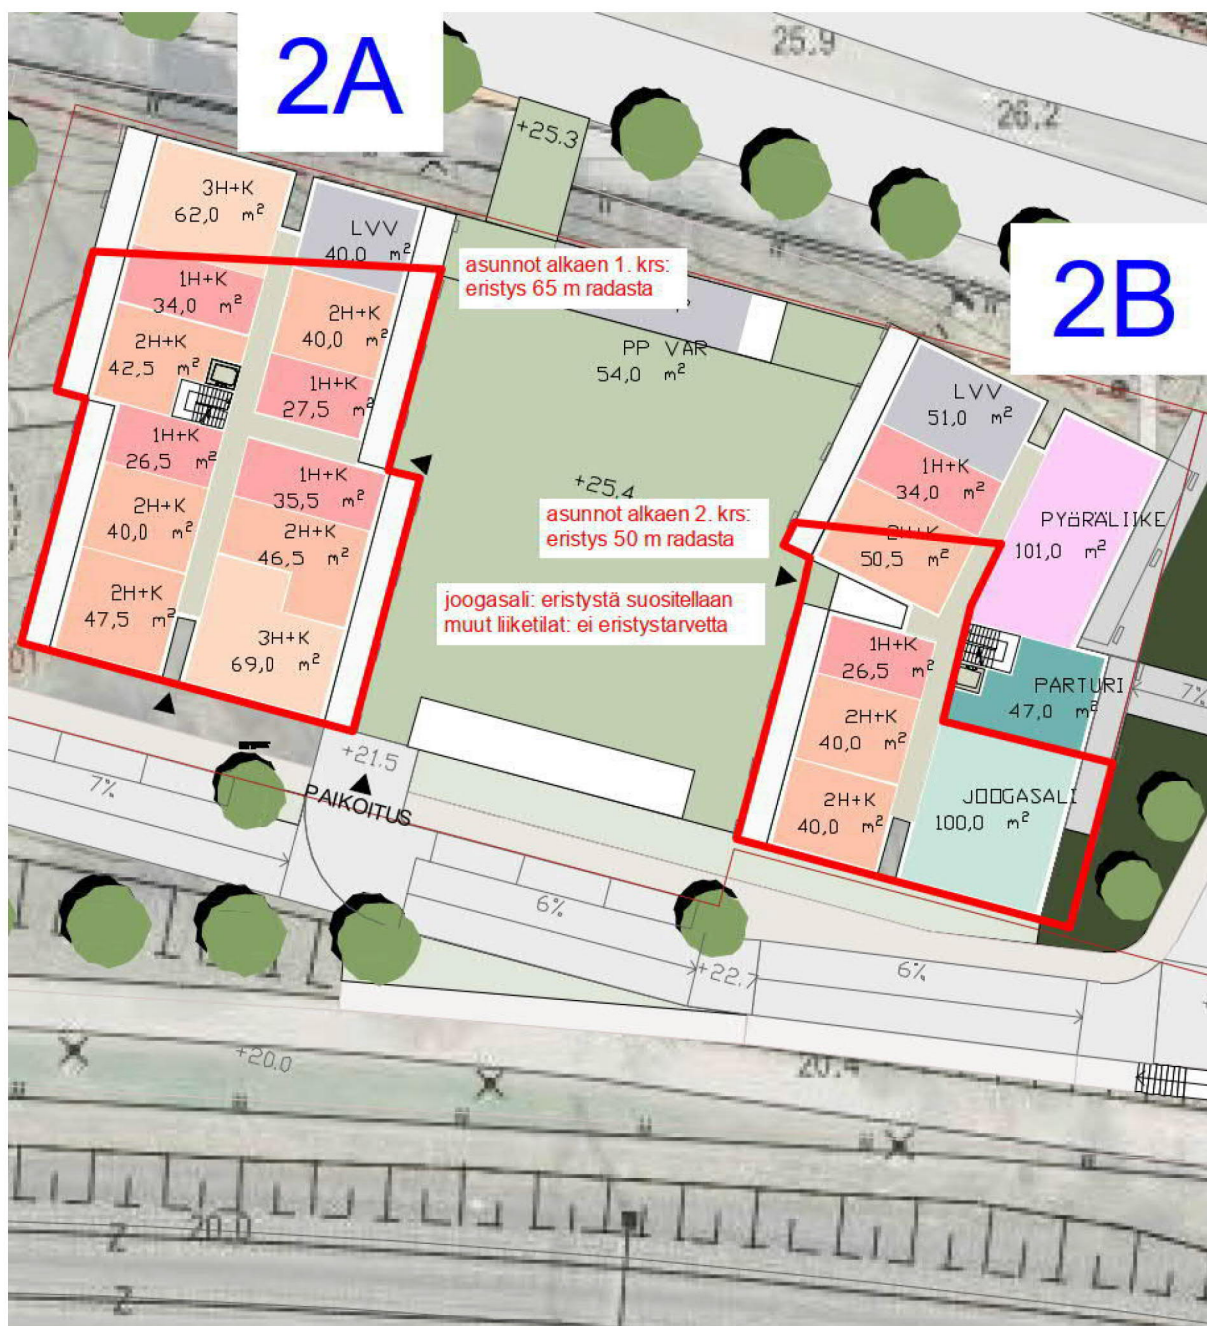 2A
25.9
26.2
+25.3
3H+K
62,0 m²
LVV
40,0 m²
2B
asunnot alkaen 1. krs:
eristys 65 m radasta
1H+K
34,0 m²
2H+K
40,0 m²
2H+K
42,5 m²
PP VAR
54,0 m²
1H+K
27,5 m²
LVV
51,0 m²
1H+K
26,5 m²
1H+K
35,5 m²
1H+K
34,0 m²
+25.4
2H+K
40,0 m²
2H+K
46,5 m²
asunnot alkaen 2. krs:
eristys 50 m radasta
2H+K
50,5 m²
PYÖRÄLIIKE
101,0 m²
2H+K
47,5 m²
joogasali: eristystä suositellaan
muut liiketilat: ei eristystarvetta
3H+K
69,0 m²
1H+K
26,5 m²
PARTURI
47,0 m²
7%
2H+K
40,0 m²
+21.5
7%
PAIKOITUS
2H+K
40,0 m²
JOOGASALI
100,0 m²
6%
+22.7
6%
+20.0
20.4
20.0